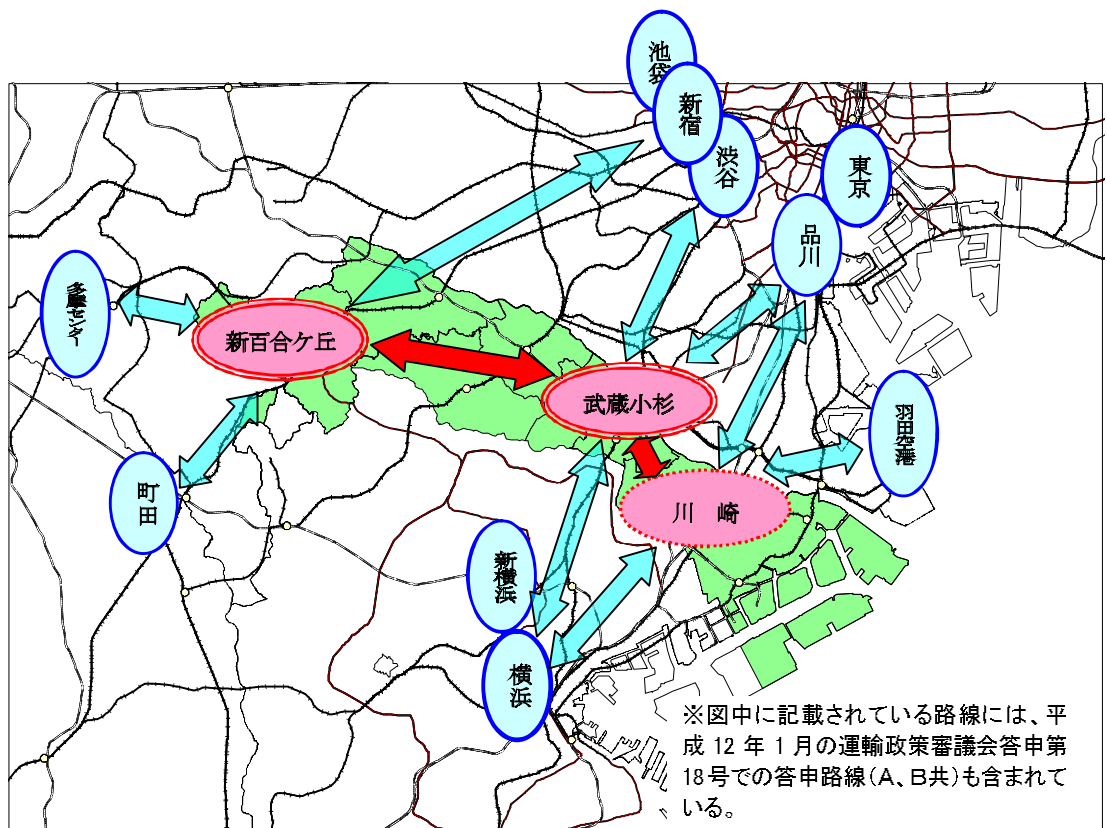 池袋
新宿
渋谷
東京
品川
多摩センター
新百合ケ丘
武蔵小杉
羽田空港
町田
川　崎
新横浜
横浜
※図中に記載されている路線には、平
成 12 年 1 月の運輸政策審議会答申第
18号での答申路線(A、B共)も含まれて
いる。